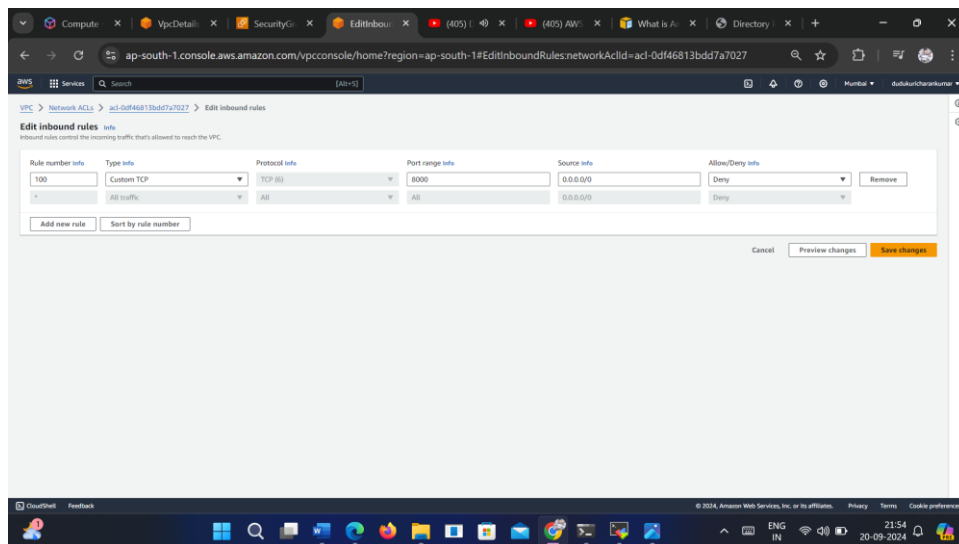 Compute
VpcDetails
SecurityGr
EditInboun
(405)
(405) AWS
What is A
Directory
ap-south-1.console.aws.amazon.com/vpcconsole/home?region=ap-south-1#EditInboundRules:networkAclId=acl-0df46813bdd7a7027
aws Services Search [Alt+S] Mumbai dudukuricharankumar
VPC > Network ACLs > acl-0df46813bdd7a7027 > Edit inbound rules
Edit inbound rules Info
Inbound rules control the incoming traffic that's allowed to reach the VPC.
Rule number Info Type Info Protocol Info Port range Info Source Info Allow/Deny Info
100 Custom TCP TCP (6) 8000 0.0.0.0/0 Deny Remove
* All traffic All All 0.0.0.0/0 Deny
Add new rule Sort by rule number
Cancel Preview changes Save changes
CloudShell Feedback © 2024, Amazon Web Services, Inc. or its affiliates. Privacy Terms Cookie preference
ENG 21:54
IN 20-09-2024